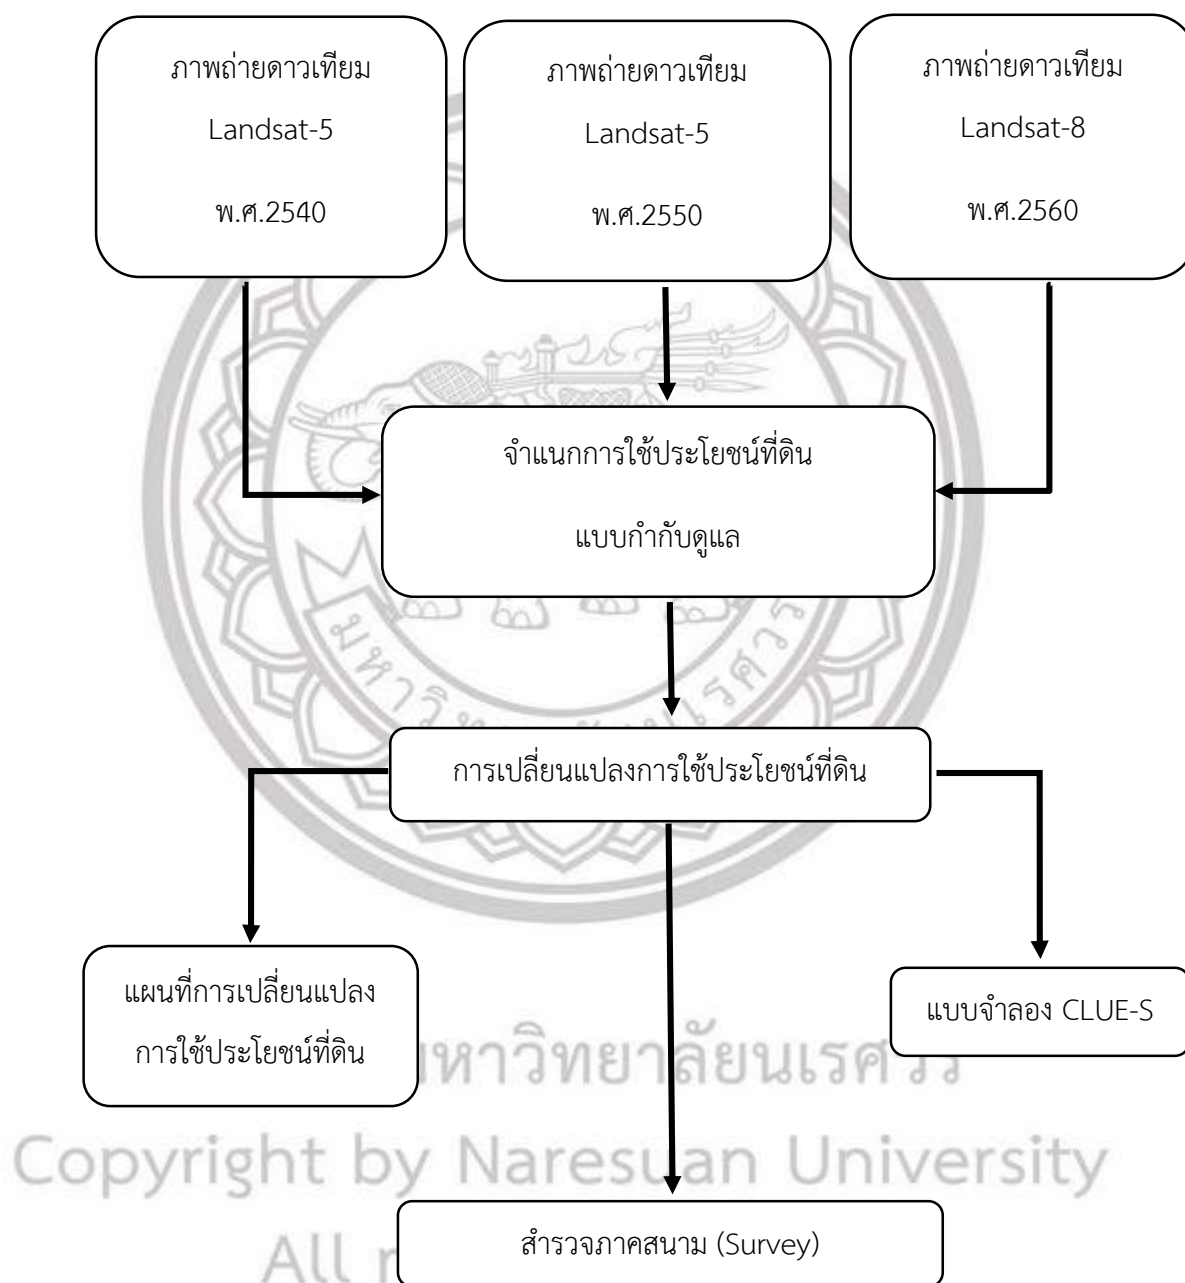 ภาพถ่ายดาวเทียม
Landsat-5
พ.ศ.2540
ภาพถ่ายดาวเทียม
Landsat-5
พ.ศ.2550
ภาพถ่ายดาวเทียม
Landsat-8
พ.ศ.2560
จำแนกการใช้ประโยชน์ที่ดิน
แบบกำกับดูแล
การเปลี่ยนแปลงการใช้ประโยชน์ที่ดิน
แผนที่การเปลี่ยนแปลง
การใช้ประโยชน์ที่ดิน
แบบจำลอง CLUE-S
มหาวิทยาลัยนเรศวร
Copyright by Naresuan University
All
สำรวจภาคสนาม (Survey)